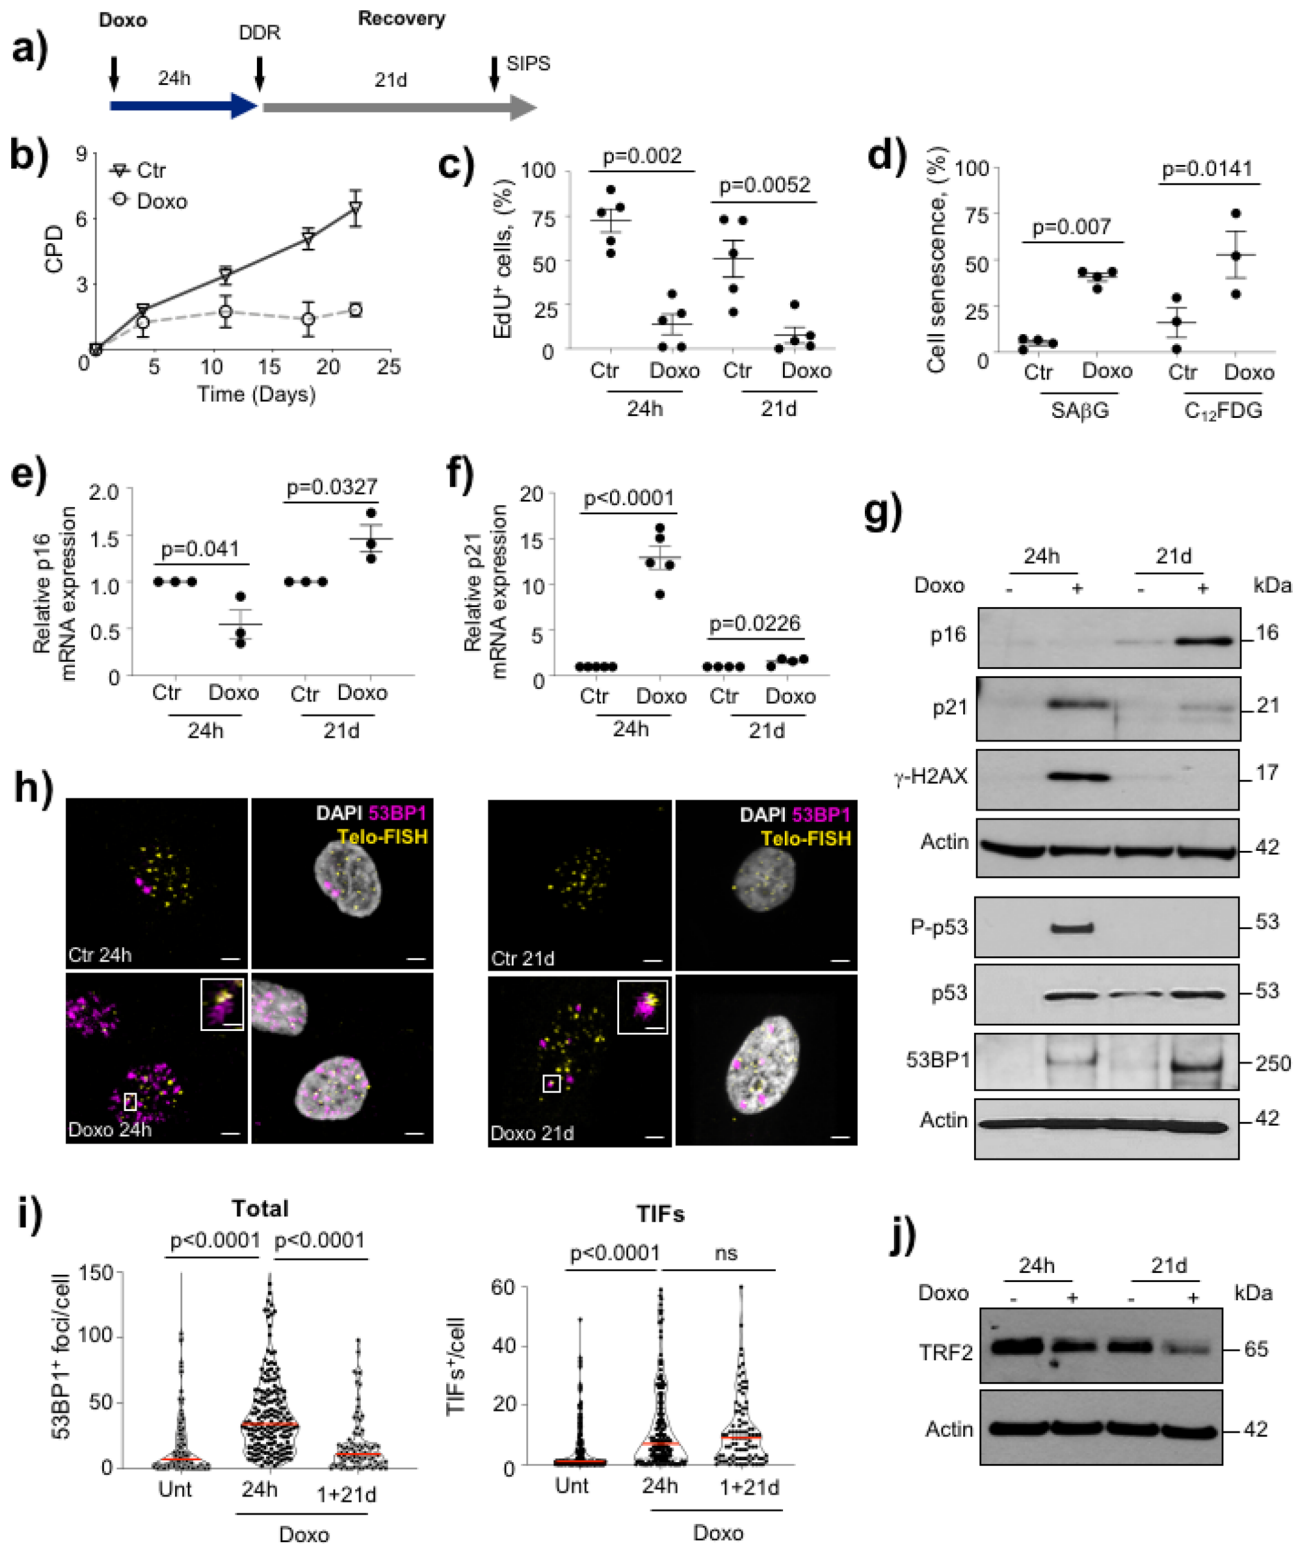 a)
Doxo
Recovery
DDR
SIPS
24h
21d
b)
9
6
3
0
CPD
Ctr
Doxo
5 10 15 20 25
Time (Days)
c)
p=0.002
p=0.0052
100
75
50
25
0
EdU⁺ cells, (%)
Ctr Doxo Ctr Doxo
24h 21d
d)
p=0.0141
p=0.007
100
75
50
25
0
Cell senescence, (%)
Ctr Doxo Ctr Doxo
SAβG C₁₂FDG
e)
p=0.0327
p=0.041
2.0
1.5
1.0
0.5
0
Relative p16
mRNA expression
Ctr Doxo Ctr Doxo
24h 21d
f)
p<0.0001
p=0.0226
20
15
10
5
0
Relative p21
mRNA expression
Ctr Doxo Ctr Doxo
24h 21d
g)
24h 21d
Doxo - + - + kDa
p16 16
p21 21
γ-H2AX 17
Actin 42
P-p53 53
p53 53
53BP1 250
Actin 42
h)
DAPI 53BP1
Telo-FISH
Ctr 24h
Doxo 24h
DAPI 53BP1
Telo-FISH
Ctr 21d
Doxo 21d
i)
Total
p<0.0001 p<0.0001
150
100
50
0
53BP1⁺ foci/cell
Unt 24h 1+21d
Doxo
TIFs
p<0.0001 ns
60
40
20
0
TIFs⁺/cell
Unt 24h 1+21d
Doxo
j)
24h 21d
Doxo - + - + kDa
TRF2 65
Actin 42